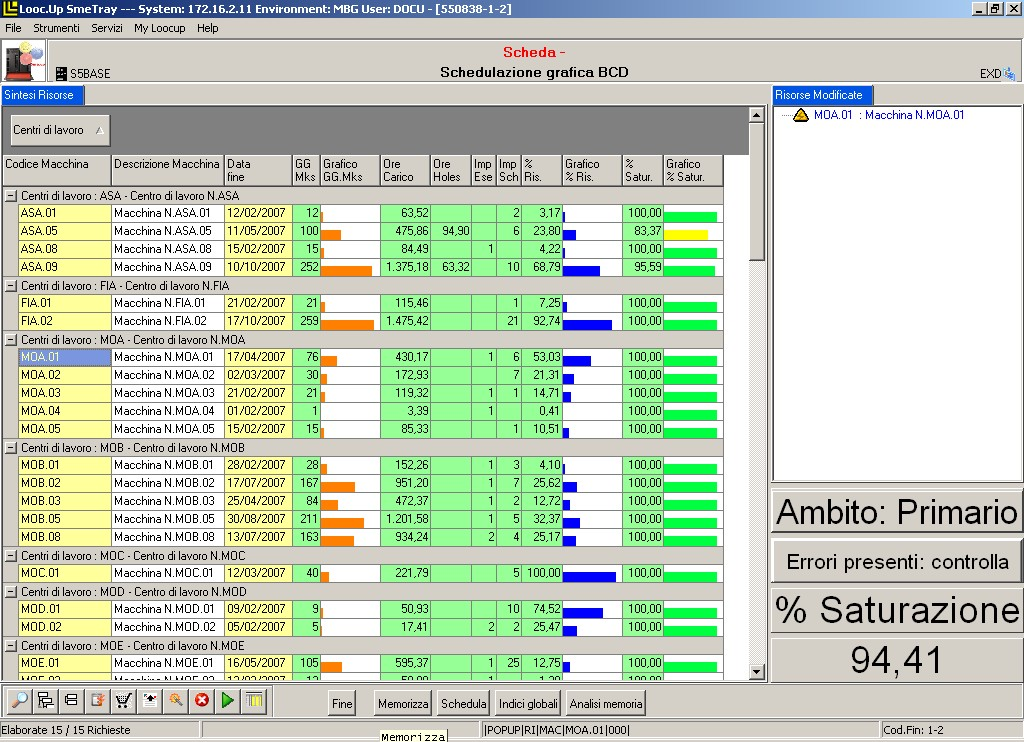 Looc.Up SmeTray --- System: 172.16.2.11 Environment: MBG User: DOCU - [550838-1-2]
File Strumenti Servizi My Loocup Help
Scheda -
S5BASE Schedulazione grafica BCD EXD
Sintesi Risorse Risorse Modificate
MOA.01 : Macchina N.MOA.01
Centri di lavoro
Codice Macchina Descrizione Macchina Data fine GG Mks Grafico GG.Mks Ore Carico Ore Holes Imp Ese Imp Sch % Ris. Grafico % Ris. % Satur. Grafico % Satur.
Centri di lavoro : ASA - Centro di lavoro N.ASA
ASA.01 Macchina N.ASA.01 12/02/2007 12 63,52 2 3,17 100,00
ASA.05 Macchina N.ASA.05 11/05/2007 100 475,86 94,90 6 23,80 83,37
ASA.08 Macchina N.ASA.08 15/02/2007 15 84,49 1 4,22 100,00
ASA.09 Macchina N.ASA.09 10/10/2007 252 1.375,18 63,32 10 68,79 95,59
Centri di lavoro : FIA - Centro di lavoro N.FIA
FIA.01 Macchina N.FIA.01 21/02/2007 21 115,46 1 7,25 100,00
FIA.02 Macchina N.FIA.02 17/10/2007 259 1.475,42 21 92,74 100,00
Centri di lavoro : MOA - Centro di lavoro N.MOA
MOA.01 Macchina N.MOA.01 17/04/2007 76 430,17 1 6 53,03 100,00
MOA.02 Macchina N.MOA.02 02/03/2007 30 172,93 7 21,31 100,00
MOA.03 Macchina N.MOA.03 21/02/2007 21 119,32 1 1 14,71 100,00
MOA.04 Macchina N.MOA.04 01/02/2007 1 3,39 1 0,41 100,00
MOA.05 Macchina N.MOA.05 15/02/2007 15 85,33 1 10,51 100,00
Centri di lavoro : MOB - Centro di lavoro N.MOB
MOB.01 Macchina N.MOB.01 28/02/2007 28 152,26 1 3 4,10 100,00
MOB.02 Macchina N.MOB.02 17/07/2007 167 951,20 1 7 25,62 100,00
MOB.03 Macchina N.MOB.03 25/04/2007 84 472,37 1 2 12,72 100,00
MOB.05 Macchina N.MOB.05 30/08/2007 211 1.201,58 1 5 32,37 100,00
MOB.08 Macchina N.MOB.08 13/07/2007 163 934,24 2 4 25,17 100,00
Centri di lavoro : MOC - Centro di lavoro N.MOC
MOC.01 Macchina N.MOC.01 12/03/2007 40 221,79 5 100,00 100,00
Centri di lavoro : MOD - Centro di lavoro N.MOD
MOD.01 Macchina N.MOD.01 09/02/2007 9 50,93 10 74,52 100,00
MOD.02 Macchina N.MOD.02 05/02/2007 5 17,41 2 2 25,47 100,00
Centri di lavoro : MOE - Centro di lavoro N.MOE
MOE.01 Macchina N.MOE.01 16/05/2007 105 595,37 1 25 12,75 100,00
Ambito: Primario
Errori presenti: controlla
% Saturazione
94,41
Fine Memorizza Schedula Indici globali Analisi memoria
Elaborate 15 / 15 Richieste |POPUP|RI|MAC|MOA.01|000| Cod.Fin: 1-2
Memorizza